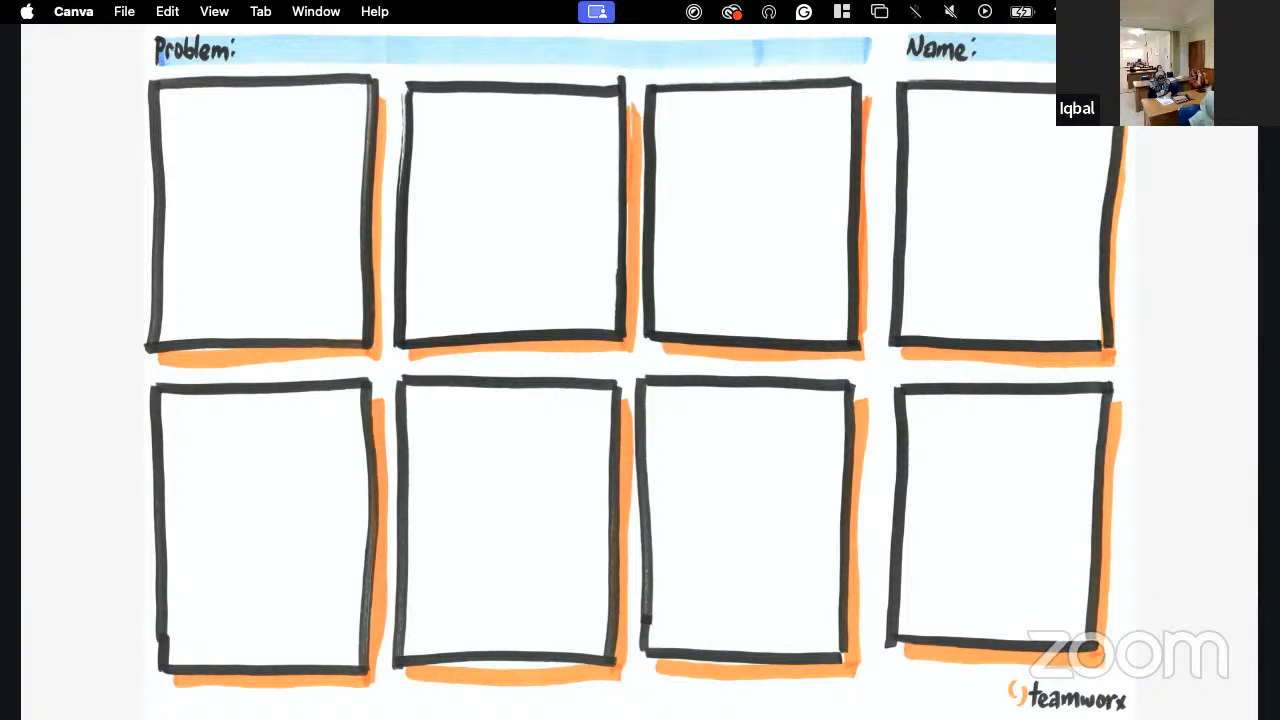 Canva File Edit View Tab Window Help
Problem:
Name:
Iqbal
zoom
teamworx